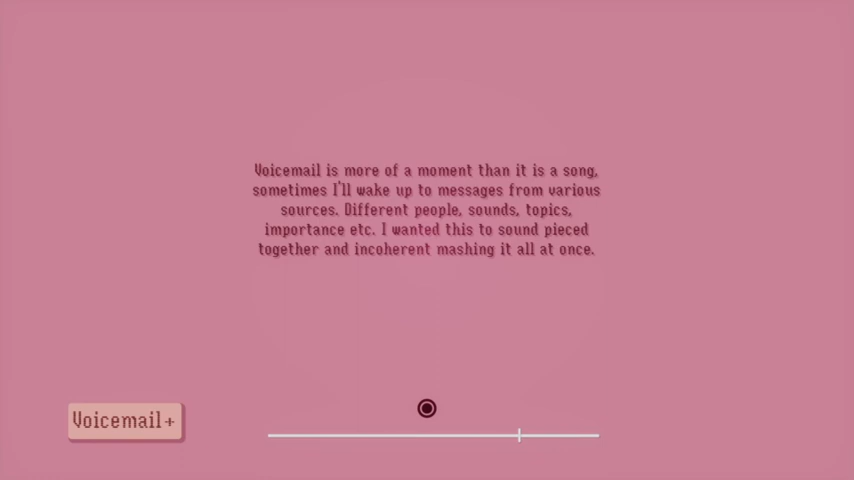 Voicemail is more of a moment than it is a song,
sometimes I'll wake up to messages from various
sources. Different people, sounds, topics,
importance etc. I wanted this to sound pieced
together and incoherent mashing it all at once.
Voicemail+